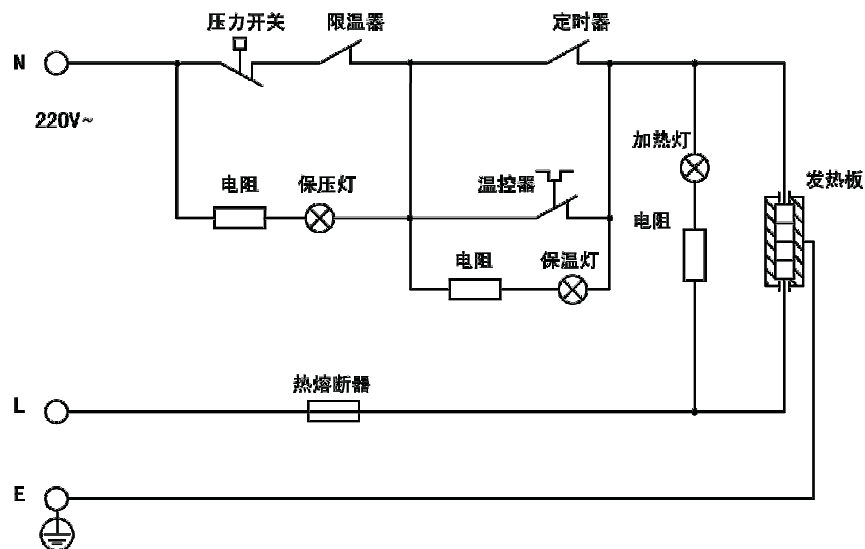 压力开关 限温器 定时器
N
220V~
加热灯
电阻 保压灯 温控器 发热板
电阻
电阻 保温灯
热熔断器
L
E